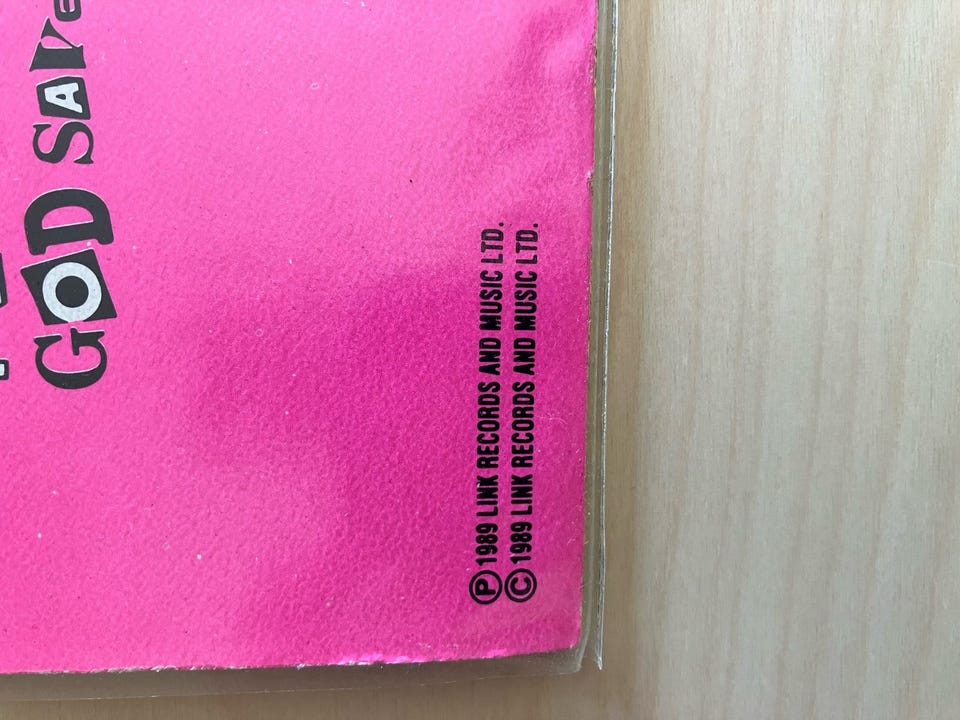 GOD SAVe
Ⓟ 1989 LINK RECORDS AND MUSIC LTD.
© 1989 LINK RECORDS AND MUSIC LTD.